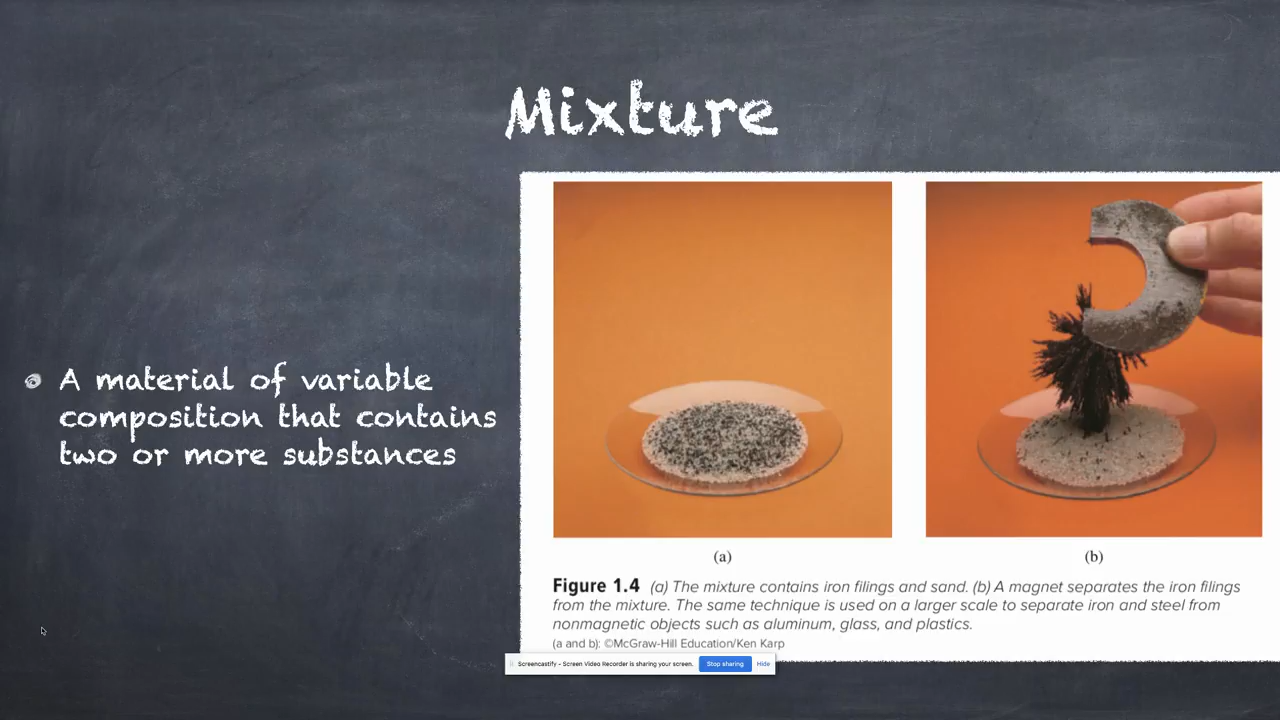 Mixture
A material of variable
composition that contains
two or more substances
(a)
(b)
Figure 1.4 (a) The mixture contains iron filings and sand. (b) A magnet separates the iron filings
from the mixture. The same technique is used on a larger scale to separate iron and steel from
nonmagnetic objects such as aluminum, glass, and plastics.
(a and b): ©McGraw-Hill Education/Ken Karp
Screencastify - Screen Video Recorder is sharing your screen. Stop sharing Hide